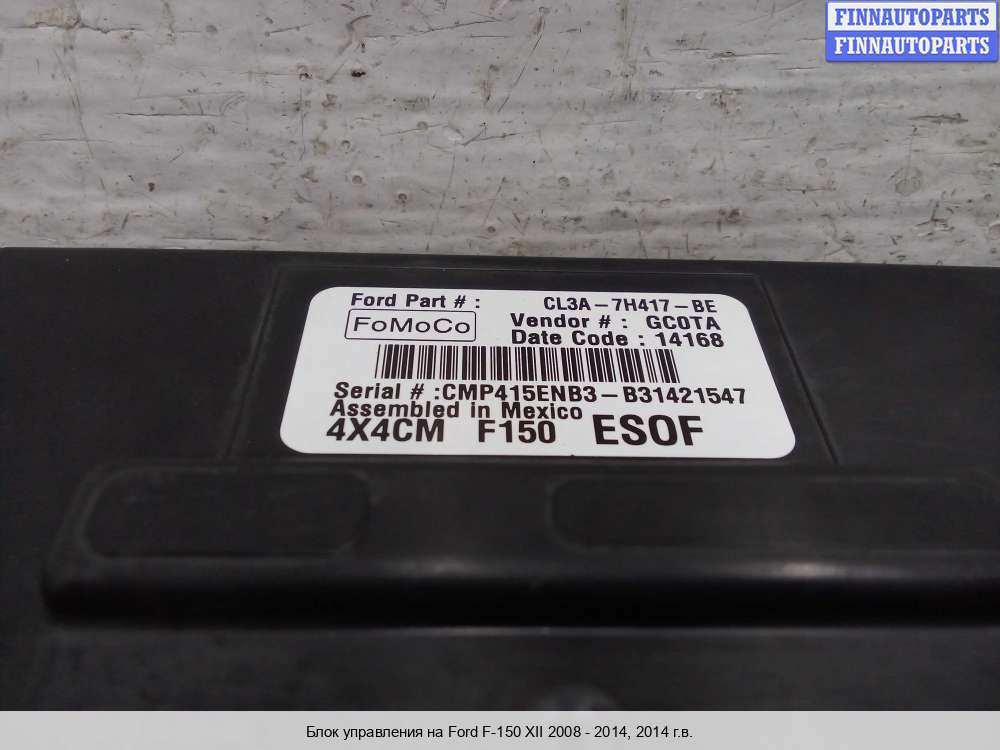 FINNAUTOPARTS
FINNAUTOPARTS
Ford Part # : CL3A-7H417-BE
FoMoCo
Vendor # : GC0TA
Date Code : 14168
Serial # :CMP415ENB3-B31421547
Assembled in Mexico
4X4CM F150 ESOF
Блок управления на Ford F-150 XII 2008 - 2014, 2014 г.в.